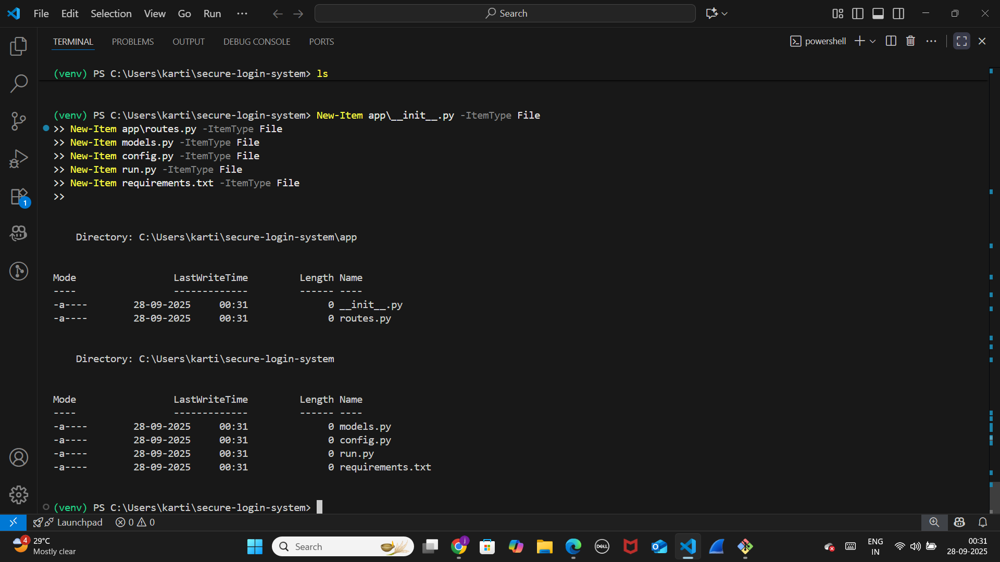 File Edit Selection View Go Run ··· Search
TERMINAL PROBLEMS OUTPUT DEBUG CONSOLE PORTS powershell
(venv) PS C:\Users\karti\secure-login-system> ls
(venv) PS C:\Users\karti\secure-login-system> New-Item app\__init__.py -ItemType File
>> New-Item app\routes.py -ItemType File
>> New-Item models.py -ItemType File
>> New-Item config.py -ItemType File
>> New-Item run.py -ItemType File
>> New-Item requirements.txt -ItemType File
>>
Directory: C:\Users\karti\secure-login-system\app
Mode LastWriteTime Length Name
---- ------------- ------ ----
-a---- 28-09-2025 00:31 0 __init__.py
-a---- 28-09-2025 00:31 0 routes.py
Directory: C:\Users\karti\secure-login-system
Mode LastWriteTime Length Name
---- ------------- ------ ----
-a---- 28-09-2025 00:31 0 models.py
-a---- 28-09-2025 00:31 0 config.py
-a---- 28-09-2025 00:31 0 run.py
-a---- 28-09-2025 00:31 0 requirements.txt
(venv) PS C:\Users\karti\secure-login-system>
1
Launchpad 0 0
4 29°C
Mostly clear
Search
j
DELL
ENG
IN
00:31
28-09-2025